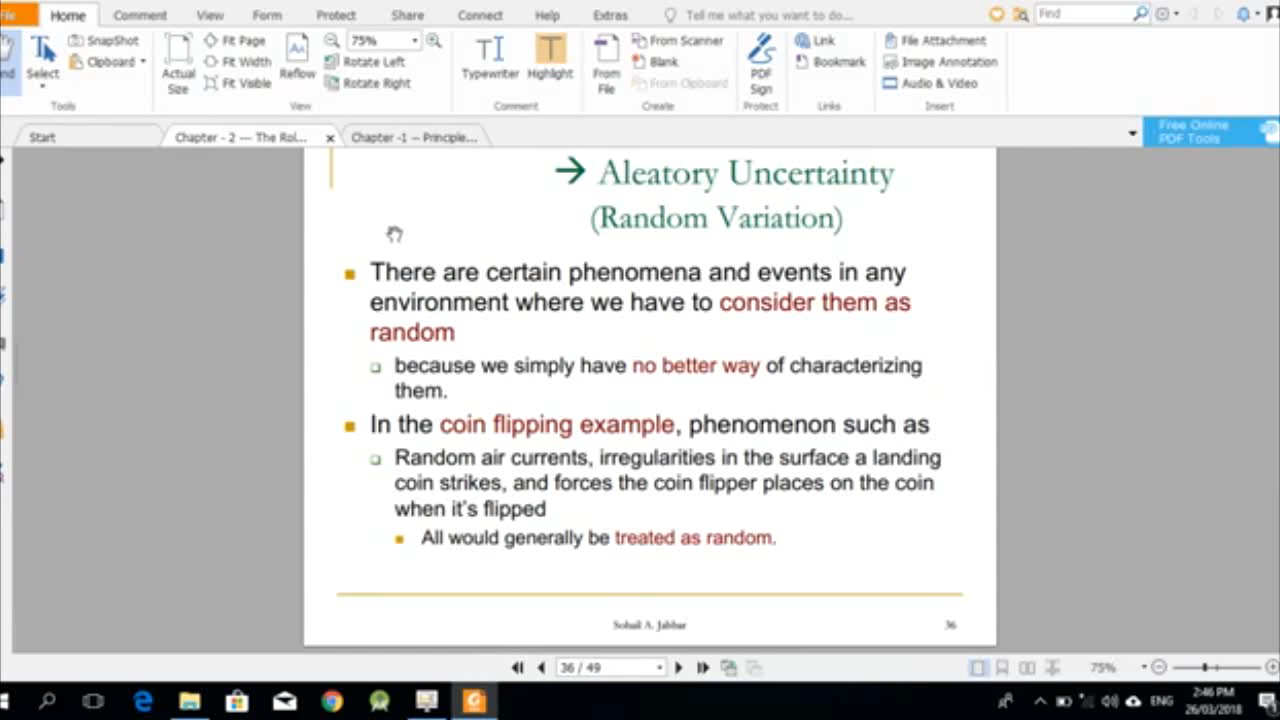 File Home Comment View Form Protect Share Connect Help Extras Tell me what you want to do... Find
SnapShot Fit Page 75% From Scanner Link File Attachment
Select Clipboard Actual Size Fit Width Reflow Rotate Left Typewriter Highlight From File Blank PDF Sign Bookmark Image Annotation
Fit Visible Rotate Right From Clipboard Audio & Video
Tools View Comment Create Protect Links Insert
Start Chapter - 2 --- The Rol... x Chapter -1 -- Principle... Free Online
PDF Tools
→ Aleatory Uncertainty
(Random Variation)
There are certain phenomena and events in any
environment where we have to consider them as
random
because we simply have no better way of characterizing
them.
In the coin flipping example, phenomenon such as
Random air currents, irregularities in the surface a landing
coin strikes, and forces the coin flipper places on the coin
when it's flipped
All would generally be treated as random.
Sohail A. Jabbar 36
36 / 49 75%
ENG 2:46 PM
26/03/2018